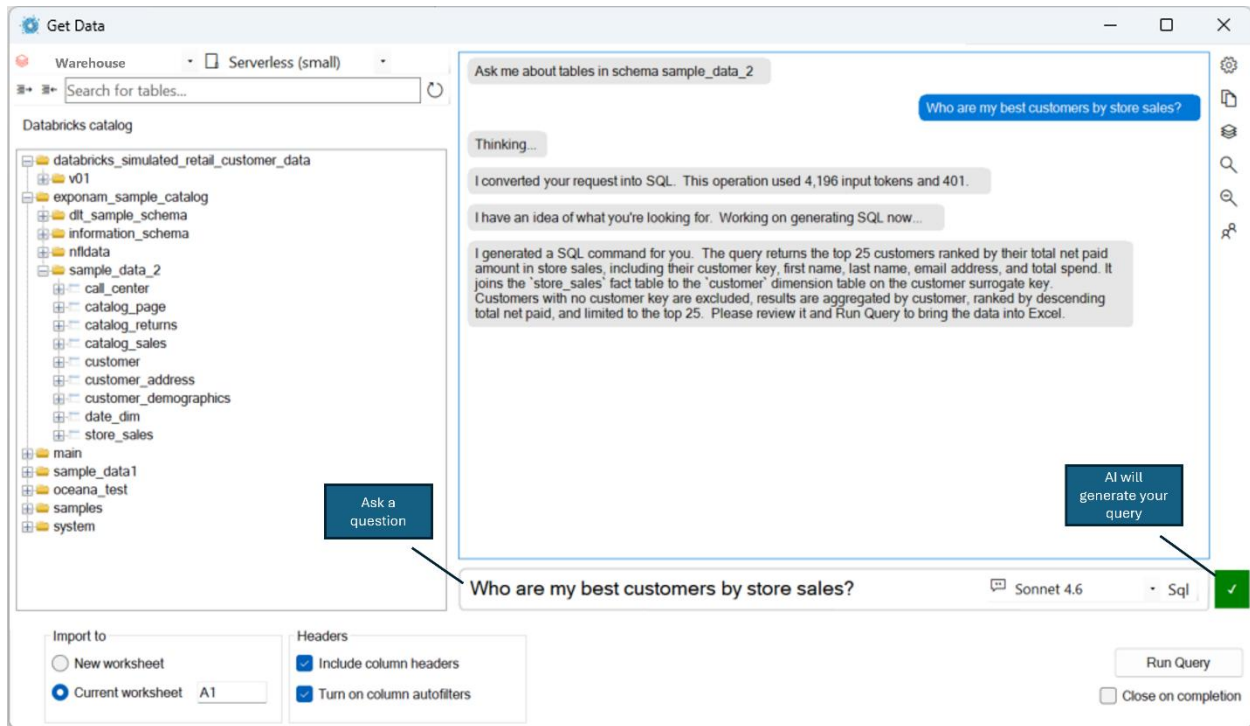 Get Data
Warehouse
Serverless (small)
Search for tables...
Databricks catalog
databricks_simulated_retail_customer_data
v01
exponam_sample_catalog
dlt_sample_schema
information_schema
nfldata
sample_data_2
call_center
catalog_page
catalog_returns
catalog_sales
customer
customer_address
customer_demographics
date_dim
store_sales
main
sample_data1
oceana_test
samples
system
Ask me about tables in schema sample_data_2
Who are my best customers by store sales?
Thinking...
I converted your request into SQL.  This operation used 4,196 input tokens and 401.
I have an idea of what you're looking for.  Working on generating SQL now...
I generated a SQL command for you.  The query returns the top 25 customers ranked by their total net paid
amount in store sales, including their customer key, first name, last name, email address, and total spend. It
joins the `store_sales` fact table to the `customer` dimension table on the customer surrogate key.
Customers with no customer key are excluded, results are aggregated by customer, ranked by descending
total net paid, and limited to the top 25.  Please review it and Run Query to bring the data into Excel.
Ask a
question
AI will
generate your
query
Who are my best customers by store sales?
Sonnet 4.6
Sql
Import to
New worksheet
Current worksheet
A1
Headers
Include column headers
Turn on column autofilters
Run Query
Close on completion